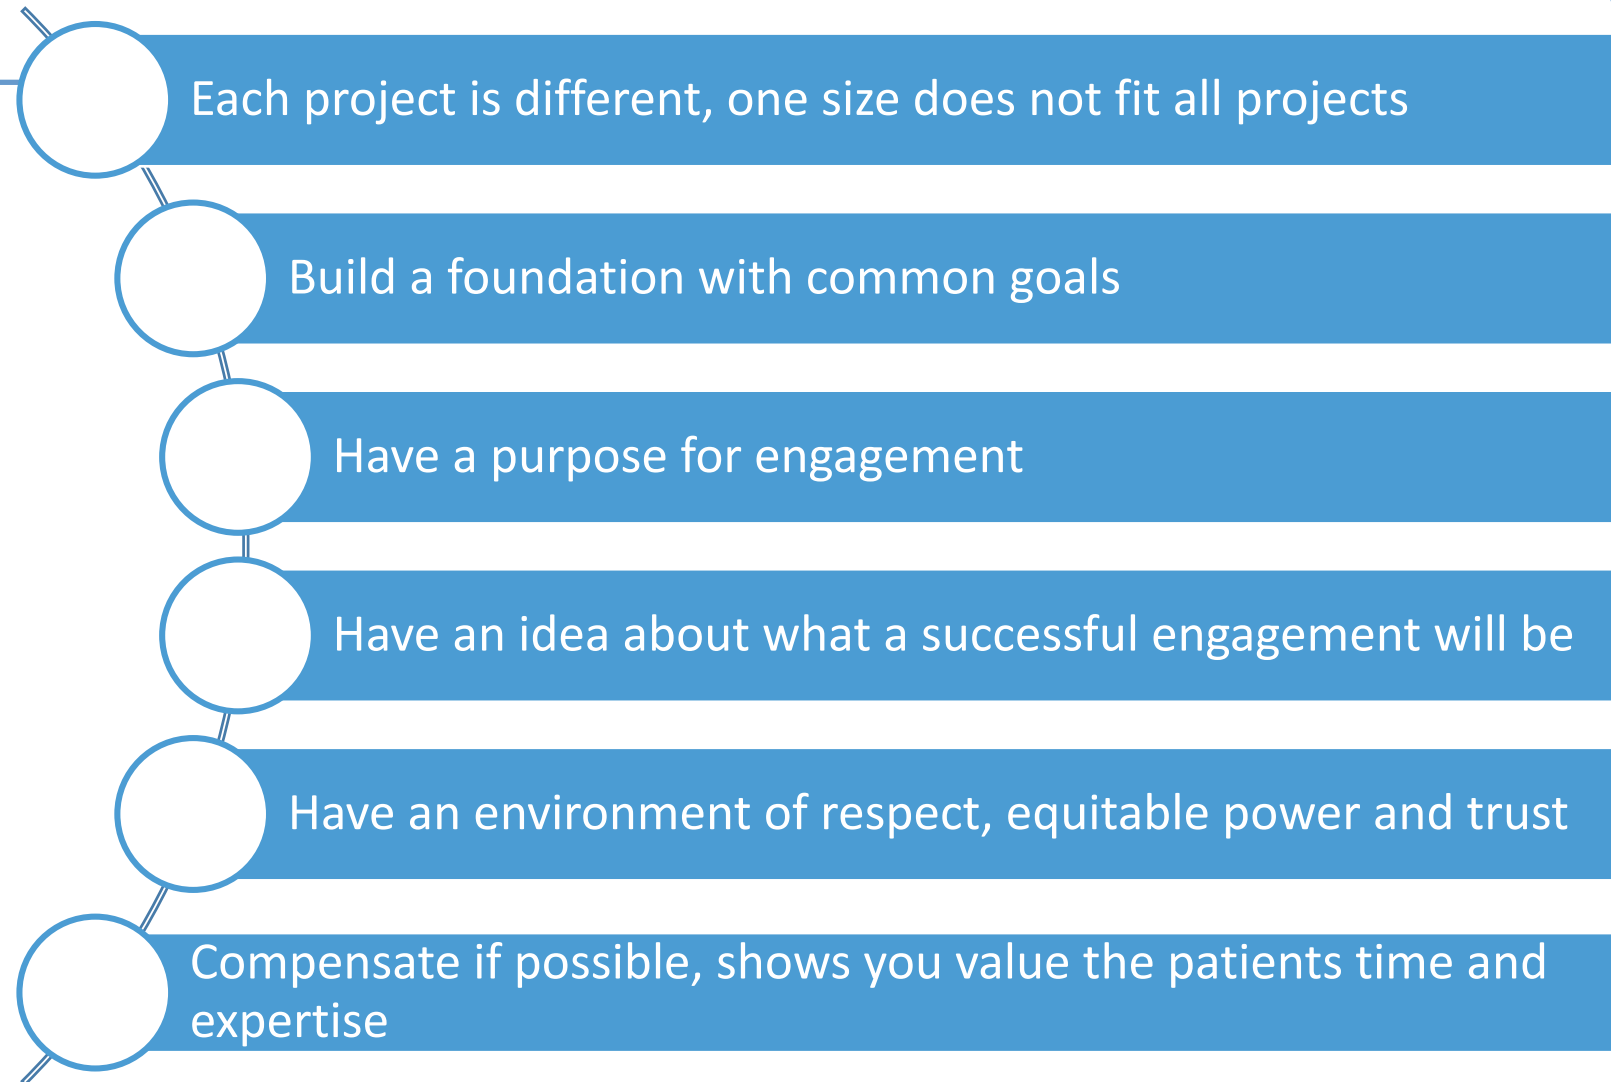 Each project is different, one size does not fit all projects
Build a foundation with common goals
Have a purpose for engagement
Have an idea about what a successful engagement will be
Have an environment of respect, equitable power and trust
Compensate if possible, shows you value the patients time and
expertise